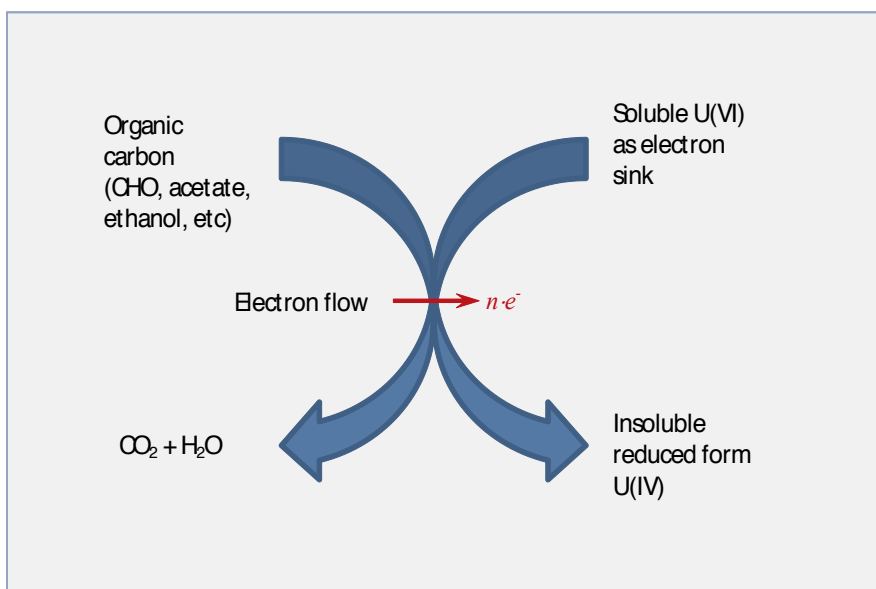 Organic
carbon
(CHO, acetate,
ethanol, etc)
Soluble U(VI)
as electron
sink
Electron flow
n·e⁻
CO₂ + H₂O
Insoluble
reduced form
U(IV)